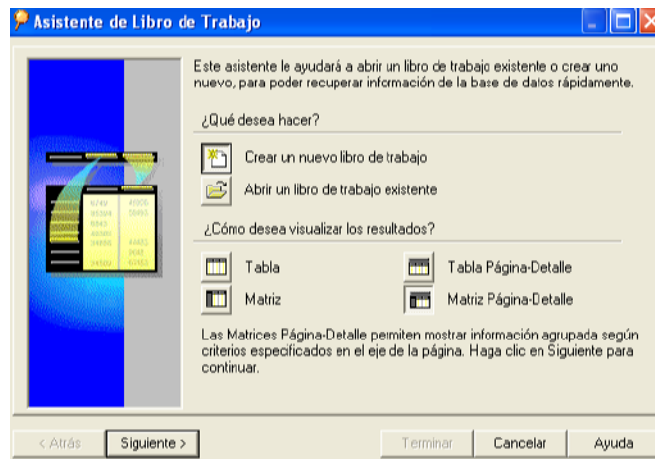 Asistente de Libro de Trabajo
Este asistente le ayudará a abrir un libro de trabajo existente o crear uno
nuevo, para poder recuperar información de la base de datos rápidamente.
¿Qué desea hacer?
Crear un nuevo libro de trabajo
Abrir un libro de trabajo existente
¿Cómo desea visualizar los resultados?
Tabla
Tabla Página-Detalle
Matriz
Matriz Página-Detalle
Las Matrices Página-Detalle permiten mostrar información agrupada según
criterios especificados en el eje de la página. Haga clic en Siguiente para
continuar.
< Atrás
Siguiente >
Terminar
Cancelar
Ayuda